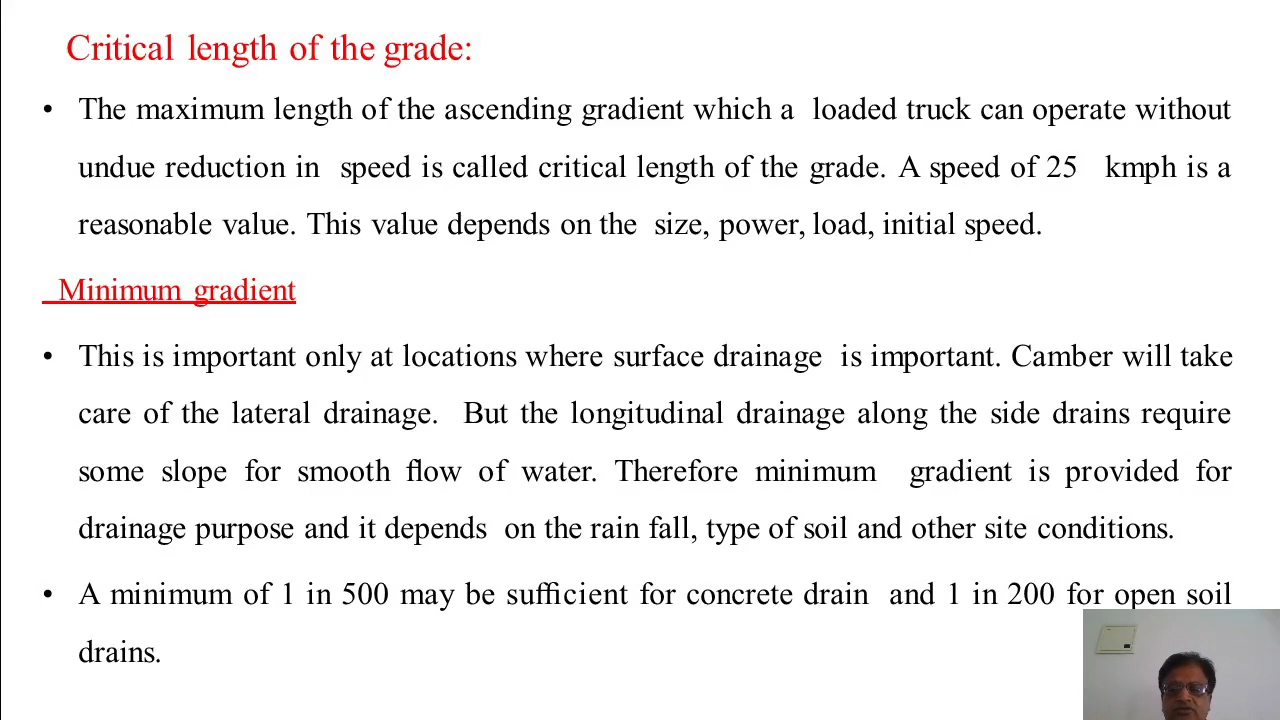 Critical length of the grade:
• The maximum length of the ascending gradient which a loaded truck can operate without
undue reduction in speed is called critical length of the grade. A speed of 25 kmph is a
reasonable value. This value depends on the size, power, load, initial speed.
Minimum gradient
• This is important only at locations where surface drainage is important. Camber will take
care of the lateral drainage. But the longitudinal drainage along the side drains require
some slope for smooth flow of water. Therefore minimum gradient is provided for
drainage purpose and it depends on the rain fall, type of soil and other site conditions.
• A minimum of 1 in 500 may be sufficient for concrete drain and 1 in 200 for open soil
drains.